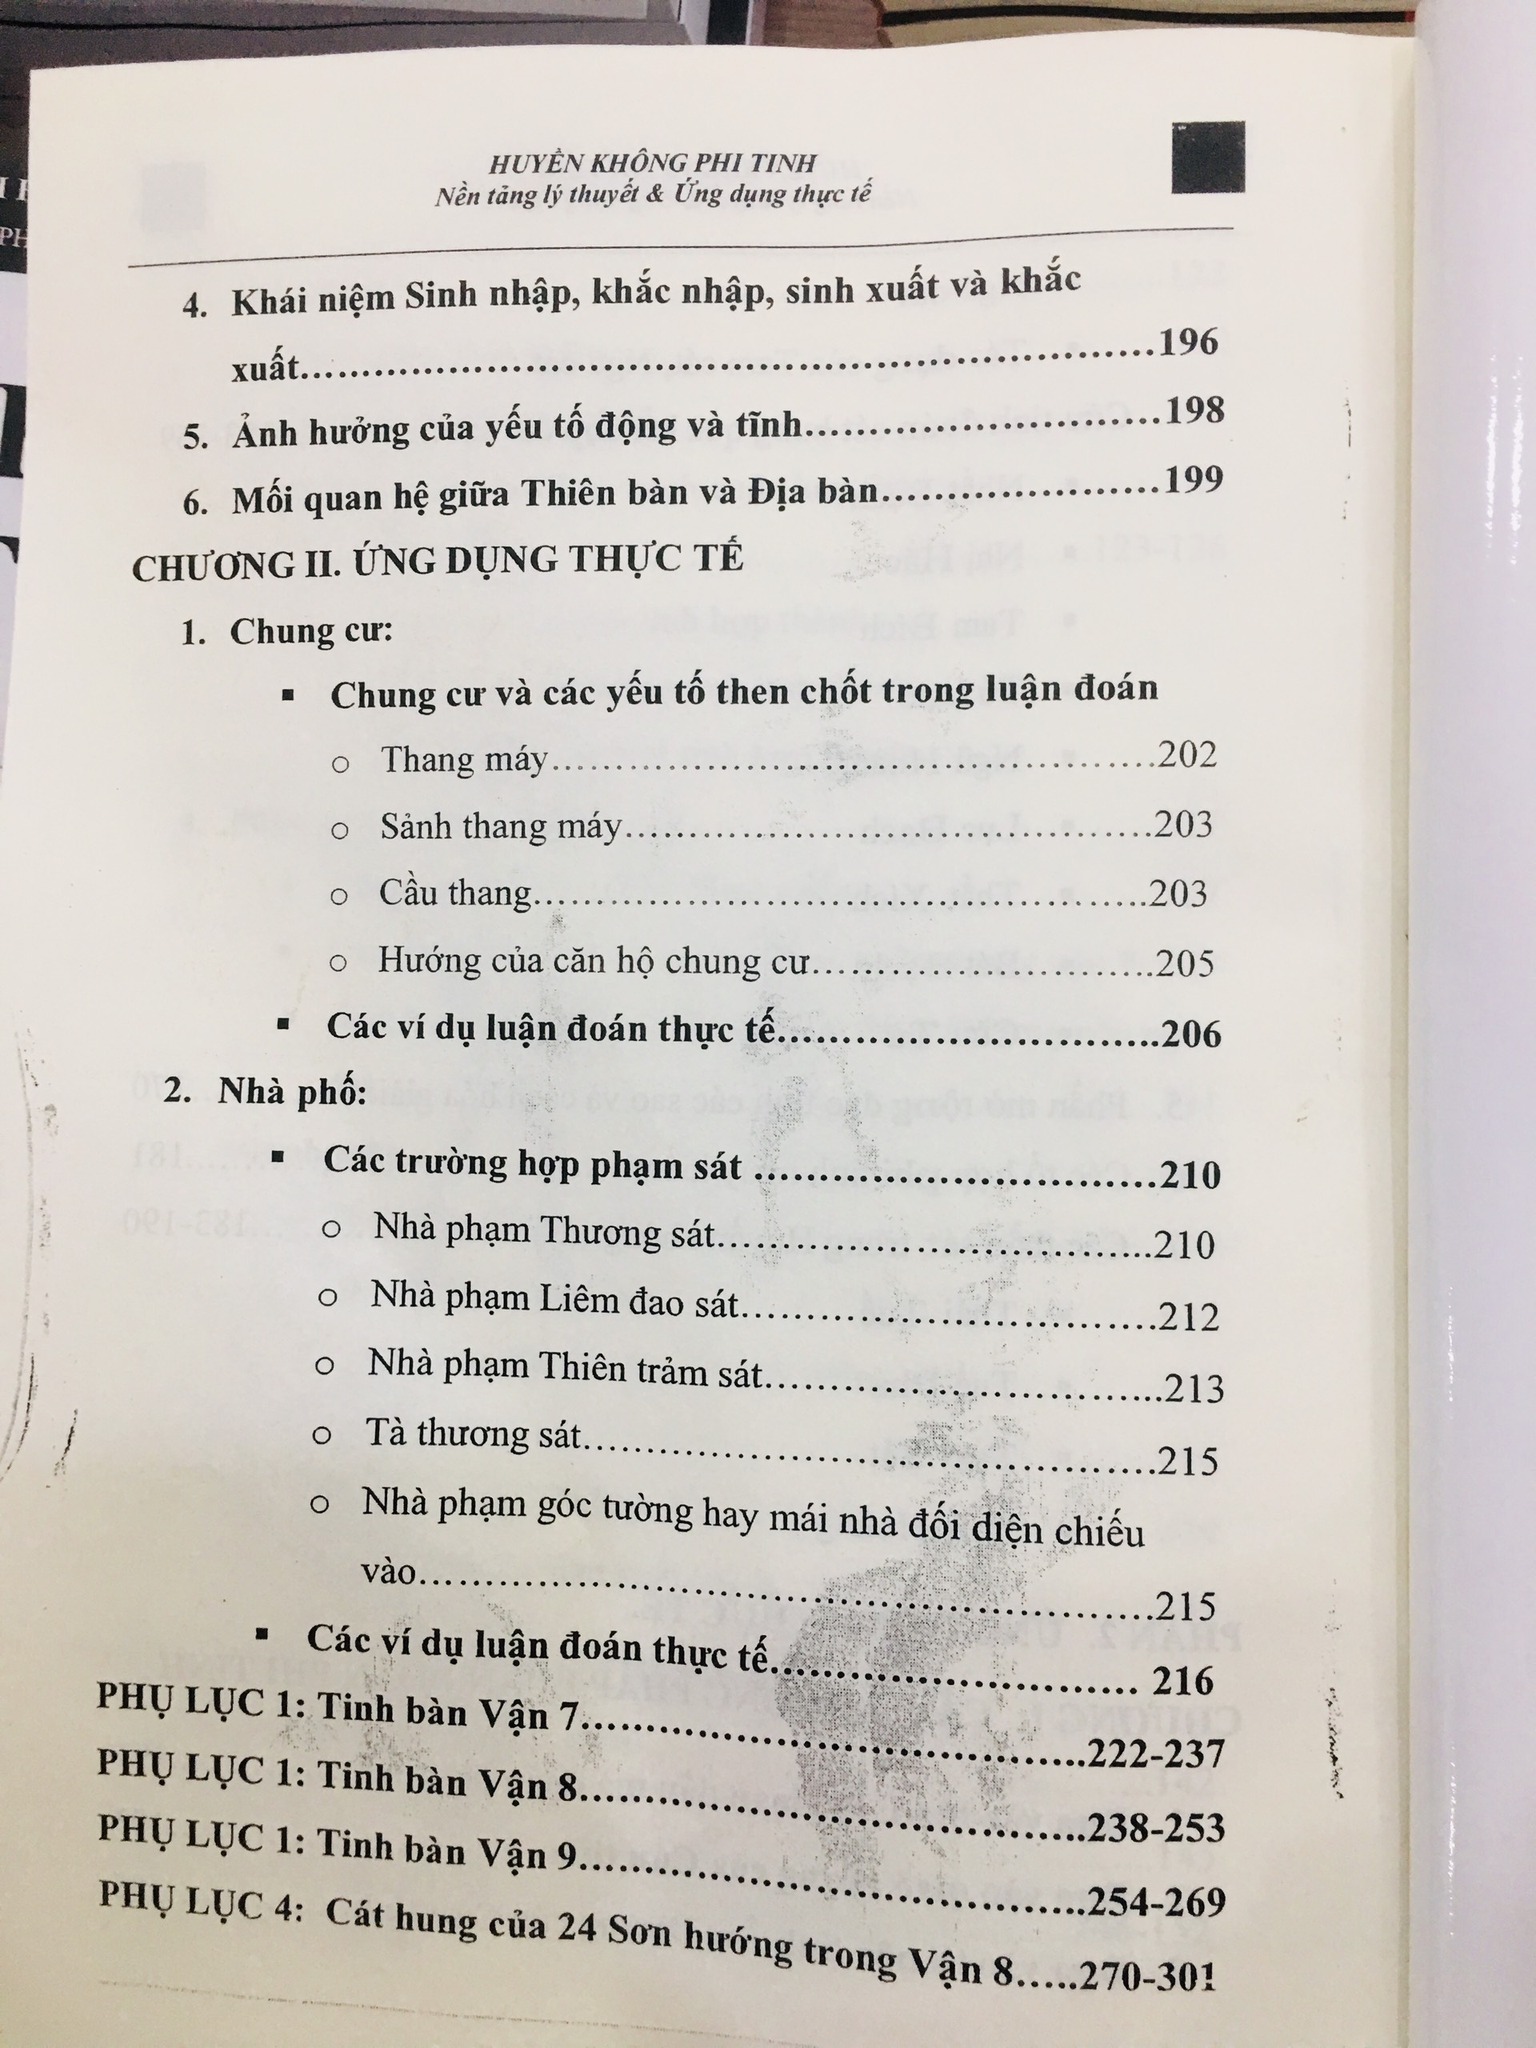 HUYỀN KHÔNG PHI TINH
Nền tảng lý thuyết & Ứng dụng thực tế
4. Khái niệm Sinh nhập, khắc nhập, sinh xuất và khắc
xuất.......................................................196
5. Ảnh hưởng của yếu tố động và tĩnh............................198
6. Mối quan hệ giữa Thiên bàn và Địa bàn......................199
CHƯƠNG II. ỨNG DỤNG THỰC TẾ
1. Chung cư:
▪ Chung cư và các yếu tố then chốt trong luận đoán
o Thang máy................................................202
o Sảnh thang máy..........................................203
o Cầu thang.................................................203
o Hướng của căn hộ chung cư...........................205
▪ Các ví dụ luận đoán thực tế..............................206
2. Nhà phố:
▪ Các trường hợp phạm sát ................................210
o Nhà phạm Thương sát..................................210
o Nhà phạm Liêm đao sát.................................212
o Nhà phạm Thiên trảm sát................................213
o Tà thương sát..............................................215
o Nhà phạm góc tường hay mái nhà đối diện chiếu
vào...........................................................215
▪ Các ví dụ luận đoán thực tế............................. 216
PHỤ LỤC 1: Tinh bàn Vận 7.......................................222-237
PHỤ LỤC 1: Tinh bàn Vận 8.......................................238-253
PHỤ LỤC 1: Tinh bàn Vận 9.......................................254-269
PHỤ LỤC 4: Cát hung của 24 Sơn hướng trong Vận 8.....270-301